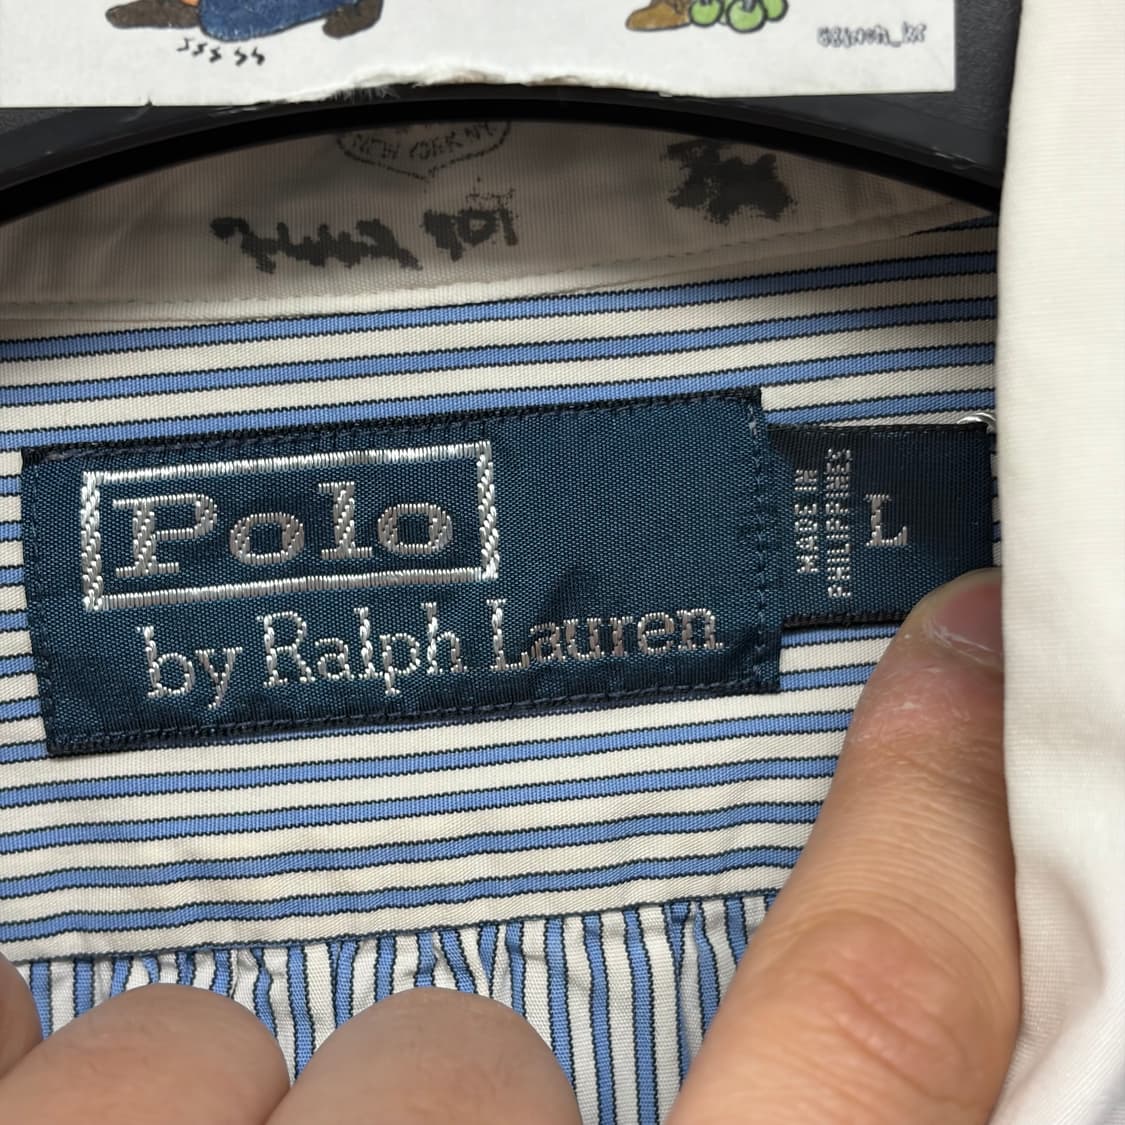 NEW YORK NY.
Polo
by Ralph Lauren
MADE IN
PHILIPPINES
L